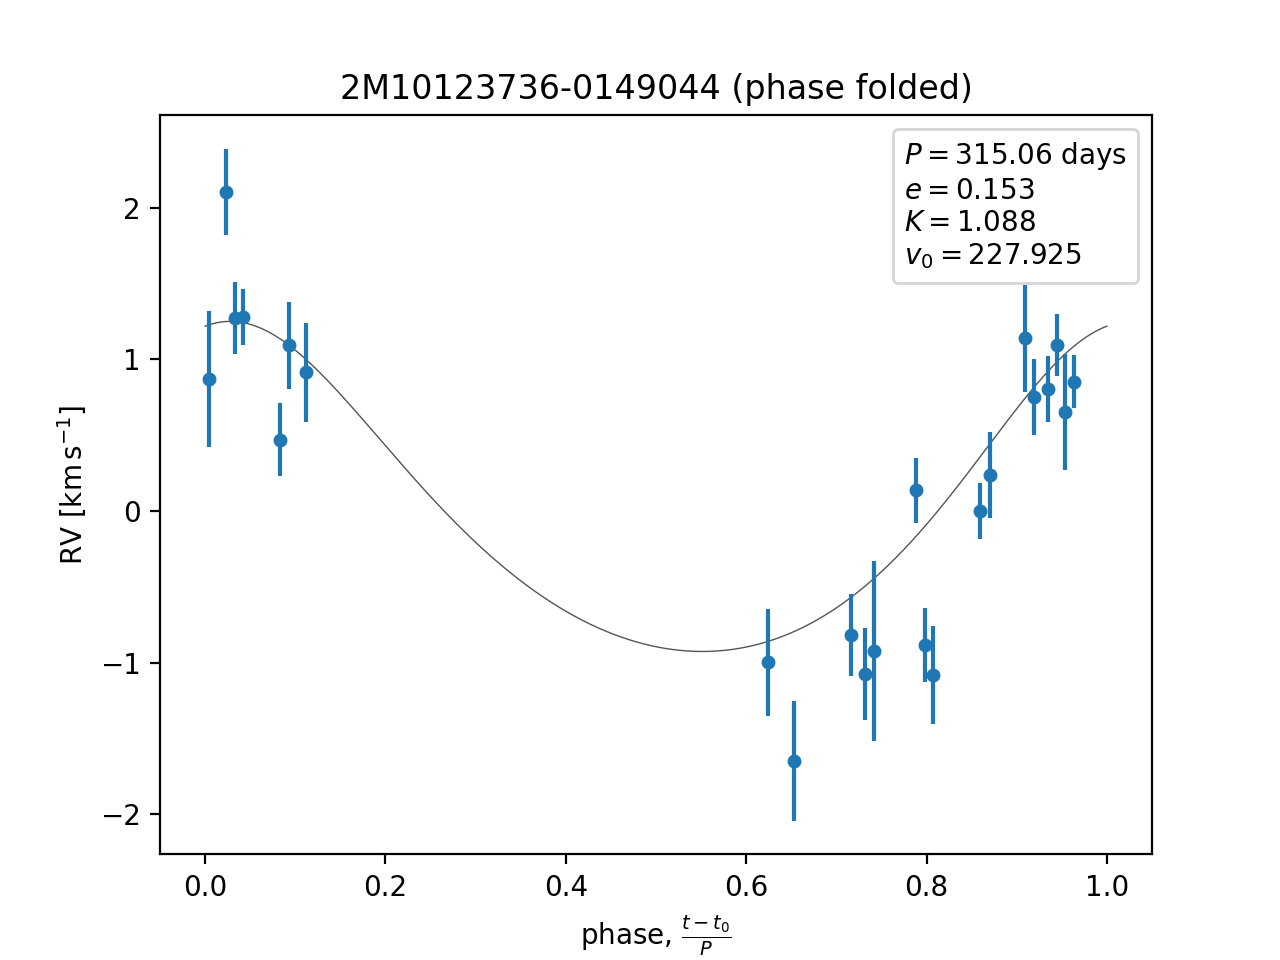 2M10123736-0149044 (phase folded)
P = 315.06 days
e = 0.153
K = 1.088
v₀ = 227.925
RV [km s⁻¹]
2
1
0
−1
−2
0.0 0.2 0.4 0.6 0.8 1.0
phase, (t − t₀)/P